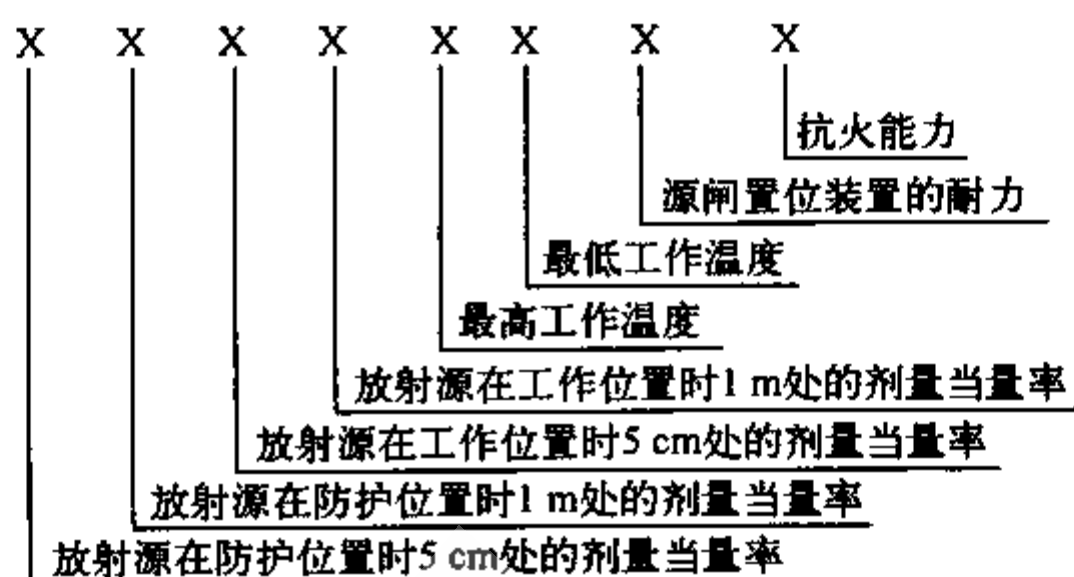 X X X X X X X X
抗火能力
源闸置位装置的耐力
最低工作温度
最高工作温度
放射源在工作位置时1 m处的剂量当量率
放射源在工作位置时5 cm处的剂量当量率
放射源在防护位置时1 m处的剂量当量率
放射源在防护位置时5 cm处的剂量当量率